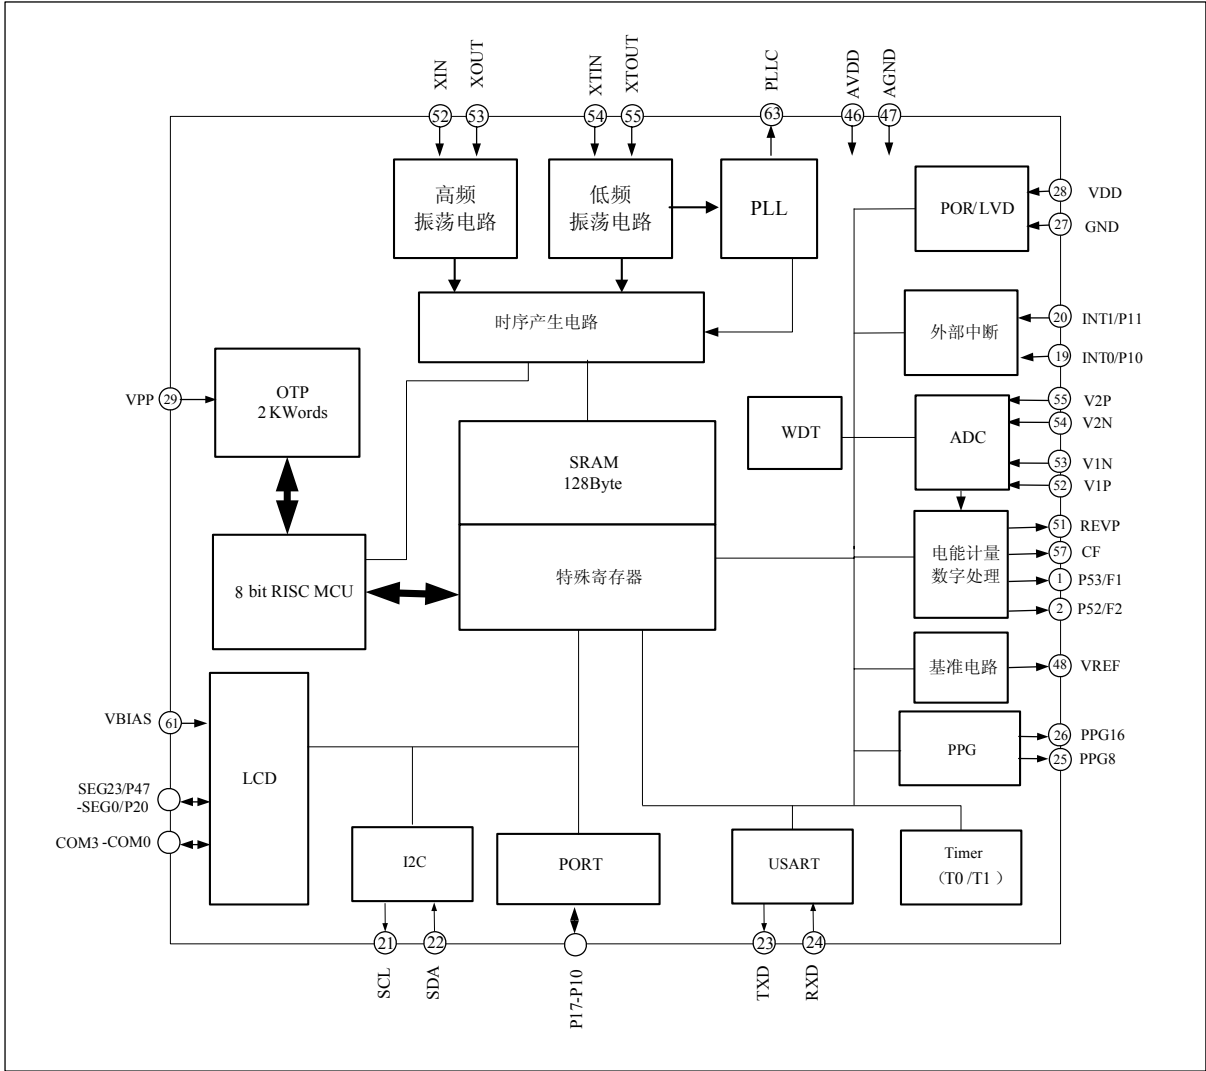 XIN
XOUT
XTIN
XTOUT
PLLC
AVDD
AGND
52
53
54
55
63
46
47
高频
振荡电路
低频
振荡电路
PLL
POR/LVD
28
VDD
27
GND
时序产生电路
外部中断
20
INT1/P11
19
INT0/P10
VPP
29
OTP
2 KWords
WDT
ADC
55
V2P
54
V2N
53
V1N
52
V1P
SRAM
128Byte
特殊寄存器
8 bit RISC MCU
电能计量
数字处理
51
REVP
57
CF
1
P53/F1
2
P52/F2
基准电路
48
VREF
VBIAS
61
LCD
PPG
26
PPG16
25
PPG8
SEG23/P47
-SEG0/P20
COM3 -COM0
I2C
PORT
USART
Timer
（T0 /T1 ）
21
22
23
24
SCL
SDA
P17-P10
TXD
RXD